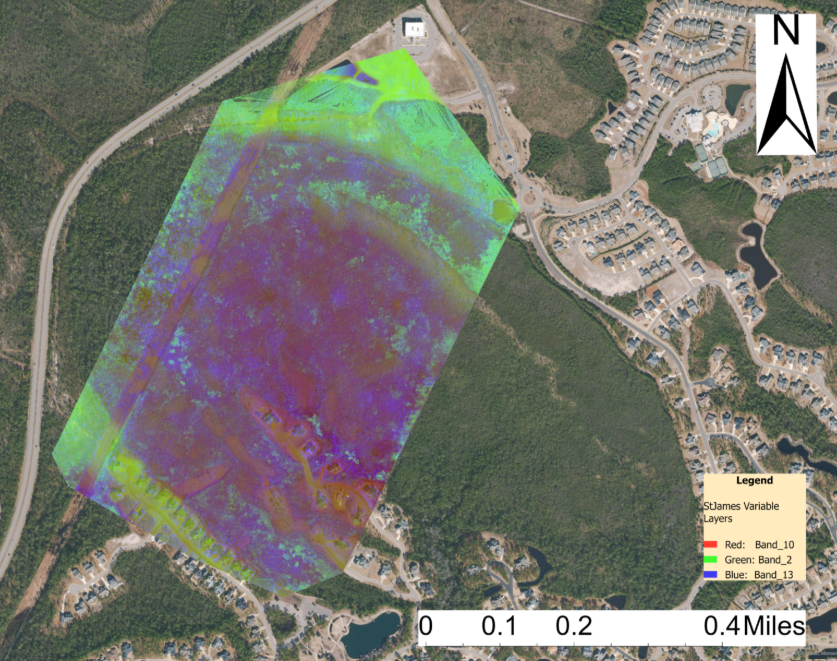 N
Legend
StJames Variable
Layers
Red: Band_10
Green: Band_2
Blue: Band_13
0 0.1 0.2 0.4 Miles